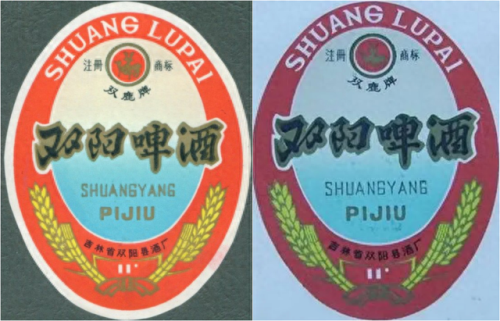 SHUANG LUPAI
注册 商标
双鹿牌
双阳啤酒
SHUANGYANG
PIJIU
吉林省双阳县酒厂
11°
SHUANG LUPAI
注册 商标
双鹿牌
双阳啤酒
SHUANGYANG
PIJIU
吉林省双阳县酒厂
11°